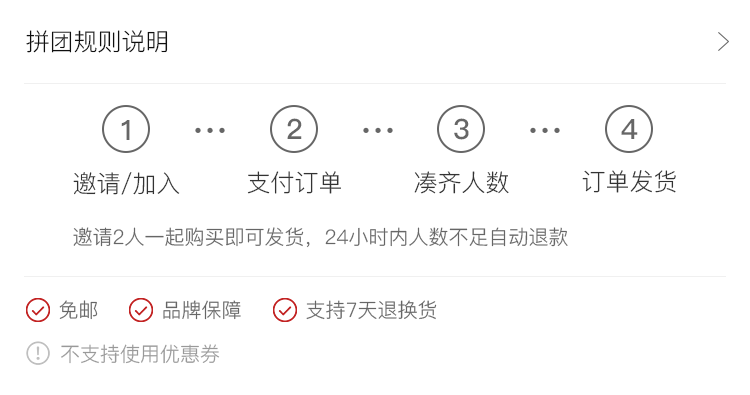 拼团规则说明
1 ··· 2 ··· 3 ··· 4
邀请/加入 支付订单 凑齐人数 订单发货
邀请2人一起购买即可发货，24小时内人数不足自动退款
免邮 品牌保障 支持7天退换货
不支持使用优惠券